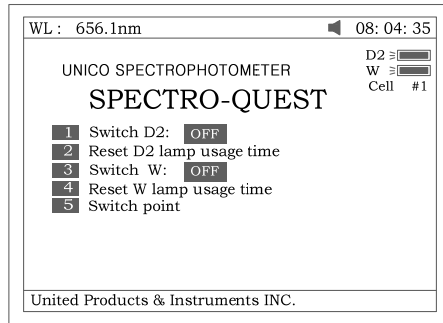 WL : 656.1nm 08: 04: 35
D2
W
Cell #1
UNICO SPECTROPHOTOMETER
SPECTRO-QUEST
1 Switch D2: OFF
2 Reset D2 lamp usage time
3 Switch W: OFF
4 Reset W lamp usage time
5 Switch point
United Products & Instruments INC.